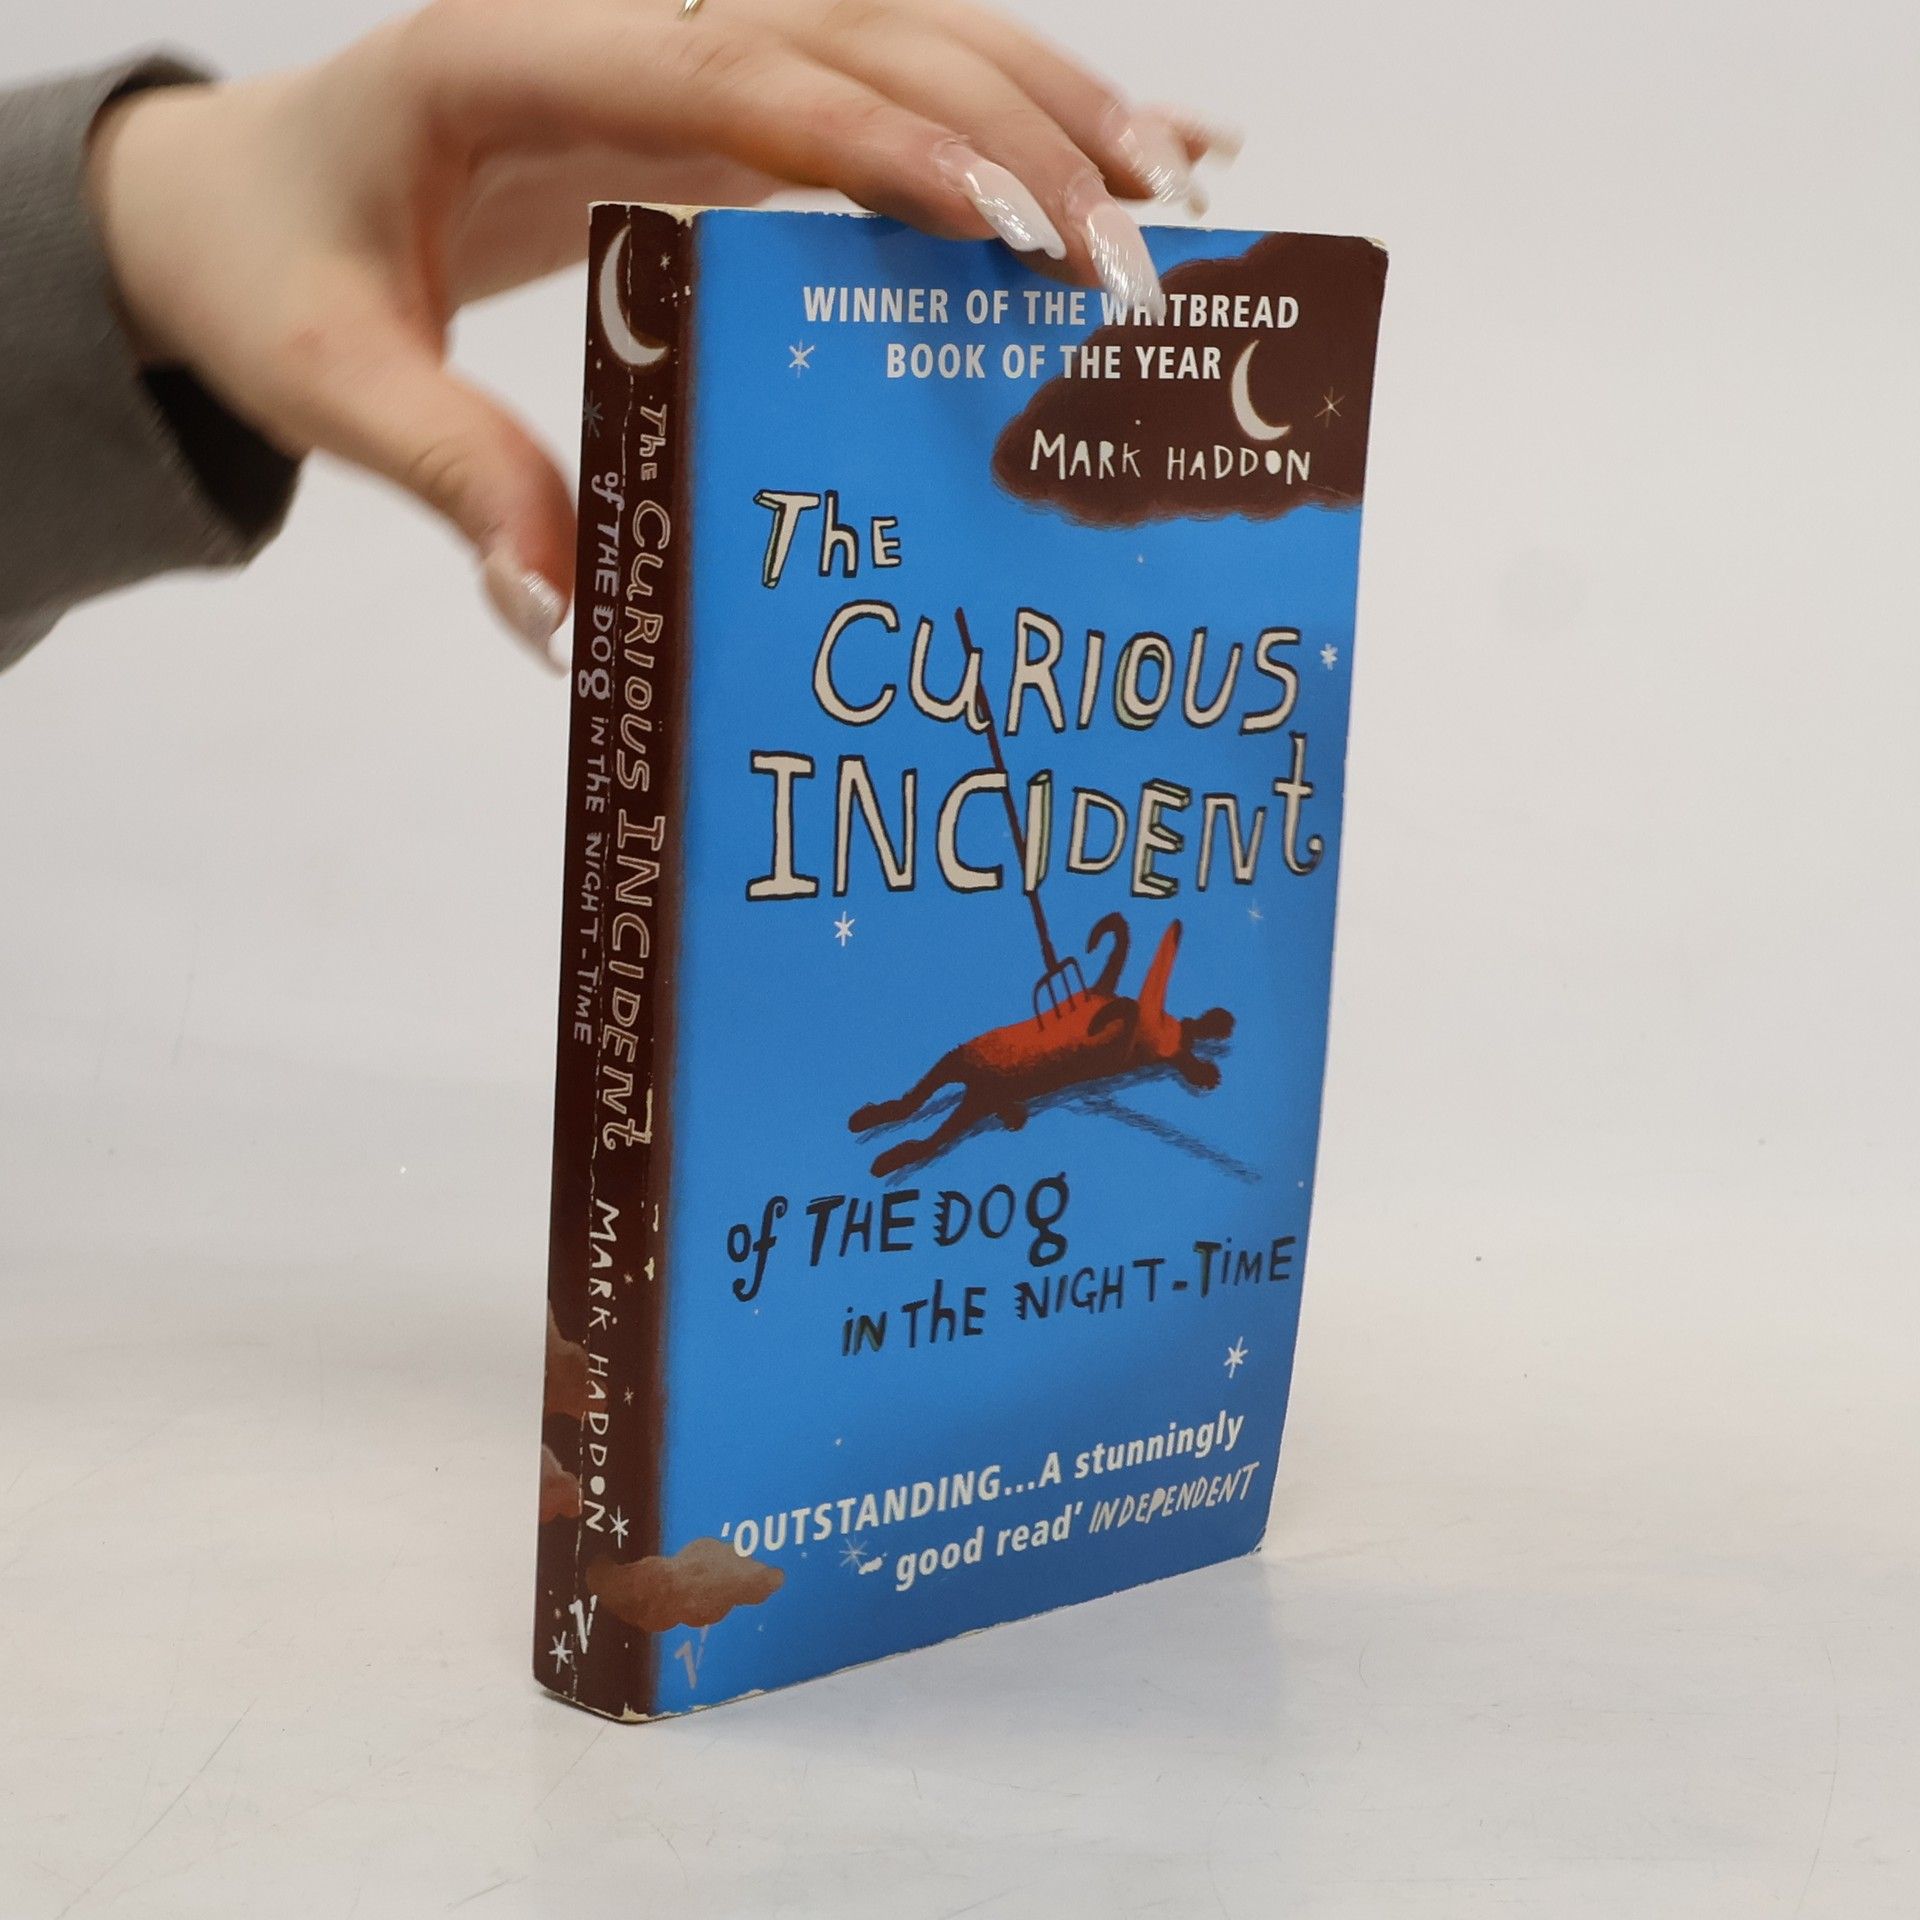 WINNER OF THE WHITBREAD
BOOK OF THE YEAR
MARK HADDON
The
CuRIOUS
INCIDENt
of THE DOg
iN ThE NIGHT-TiME
'OUTSTANDING...A stunningly
good read' INDEPENDENT
The CuRIOUS INCIDENt MARK HADDON
of THE DOg iN ThE NIGHT-TiME